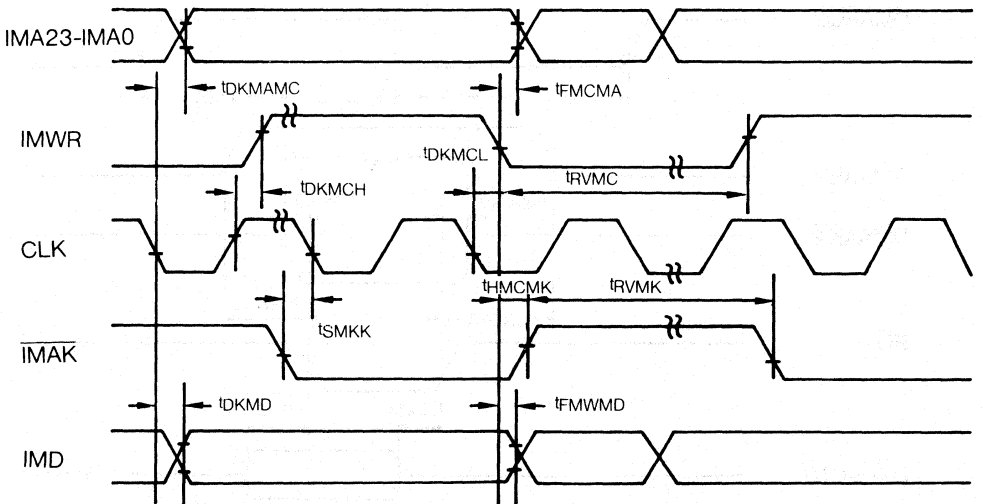 IMA23-IMA0
tDKMAMC
tFMCMA
IMWR
tDKMCL
tDKMCH
tRVMC
CLK
tHMCMK
tRVMK
tSMKK
IMAK
tDKMD
tFMWMD
IMD